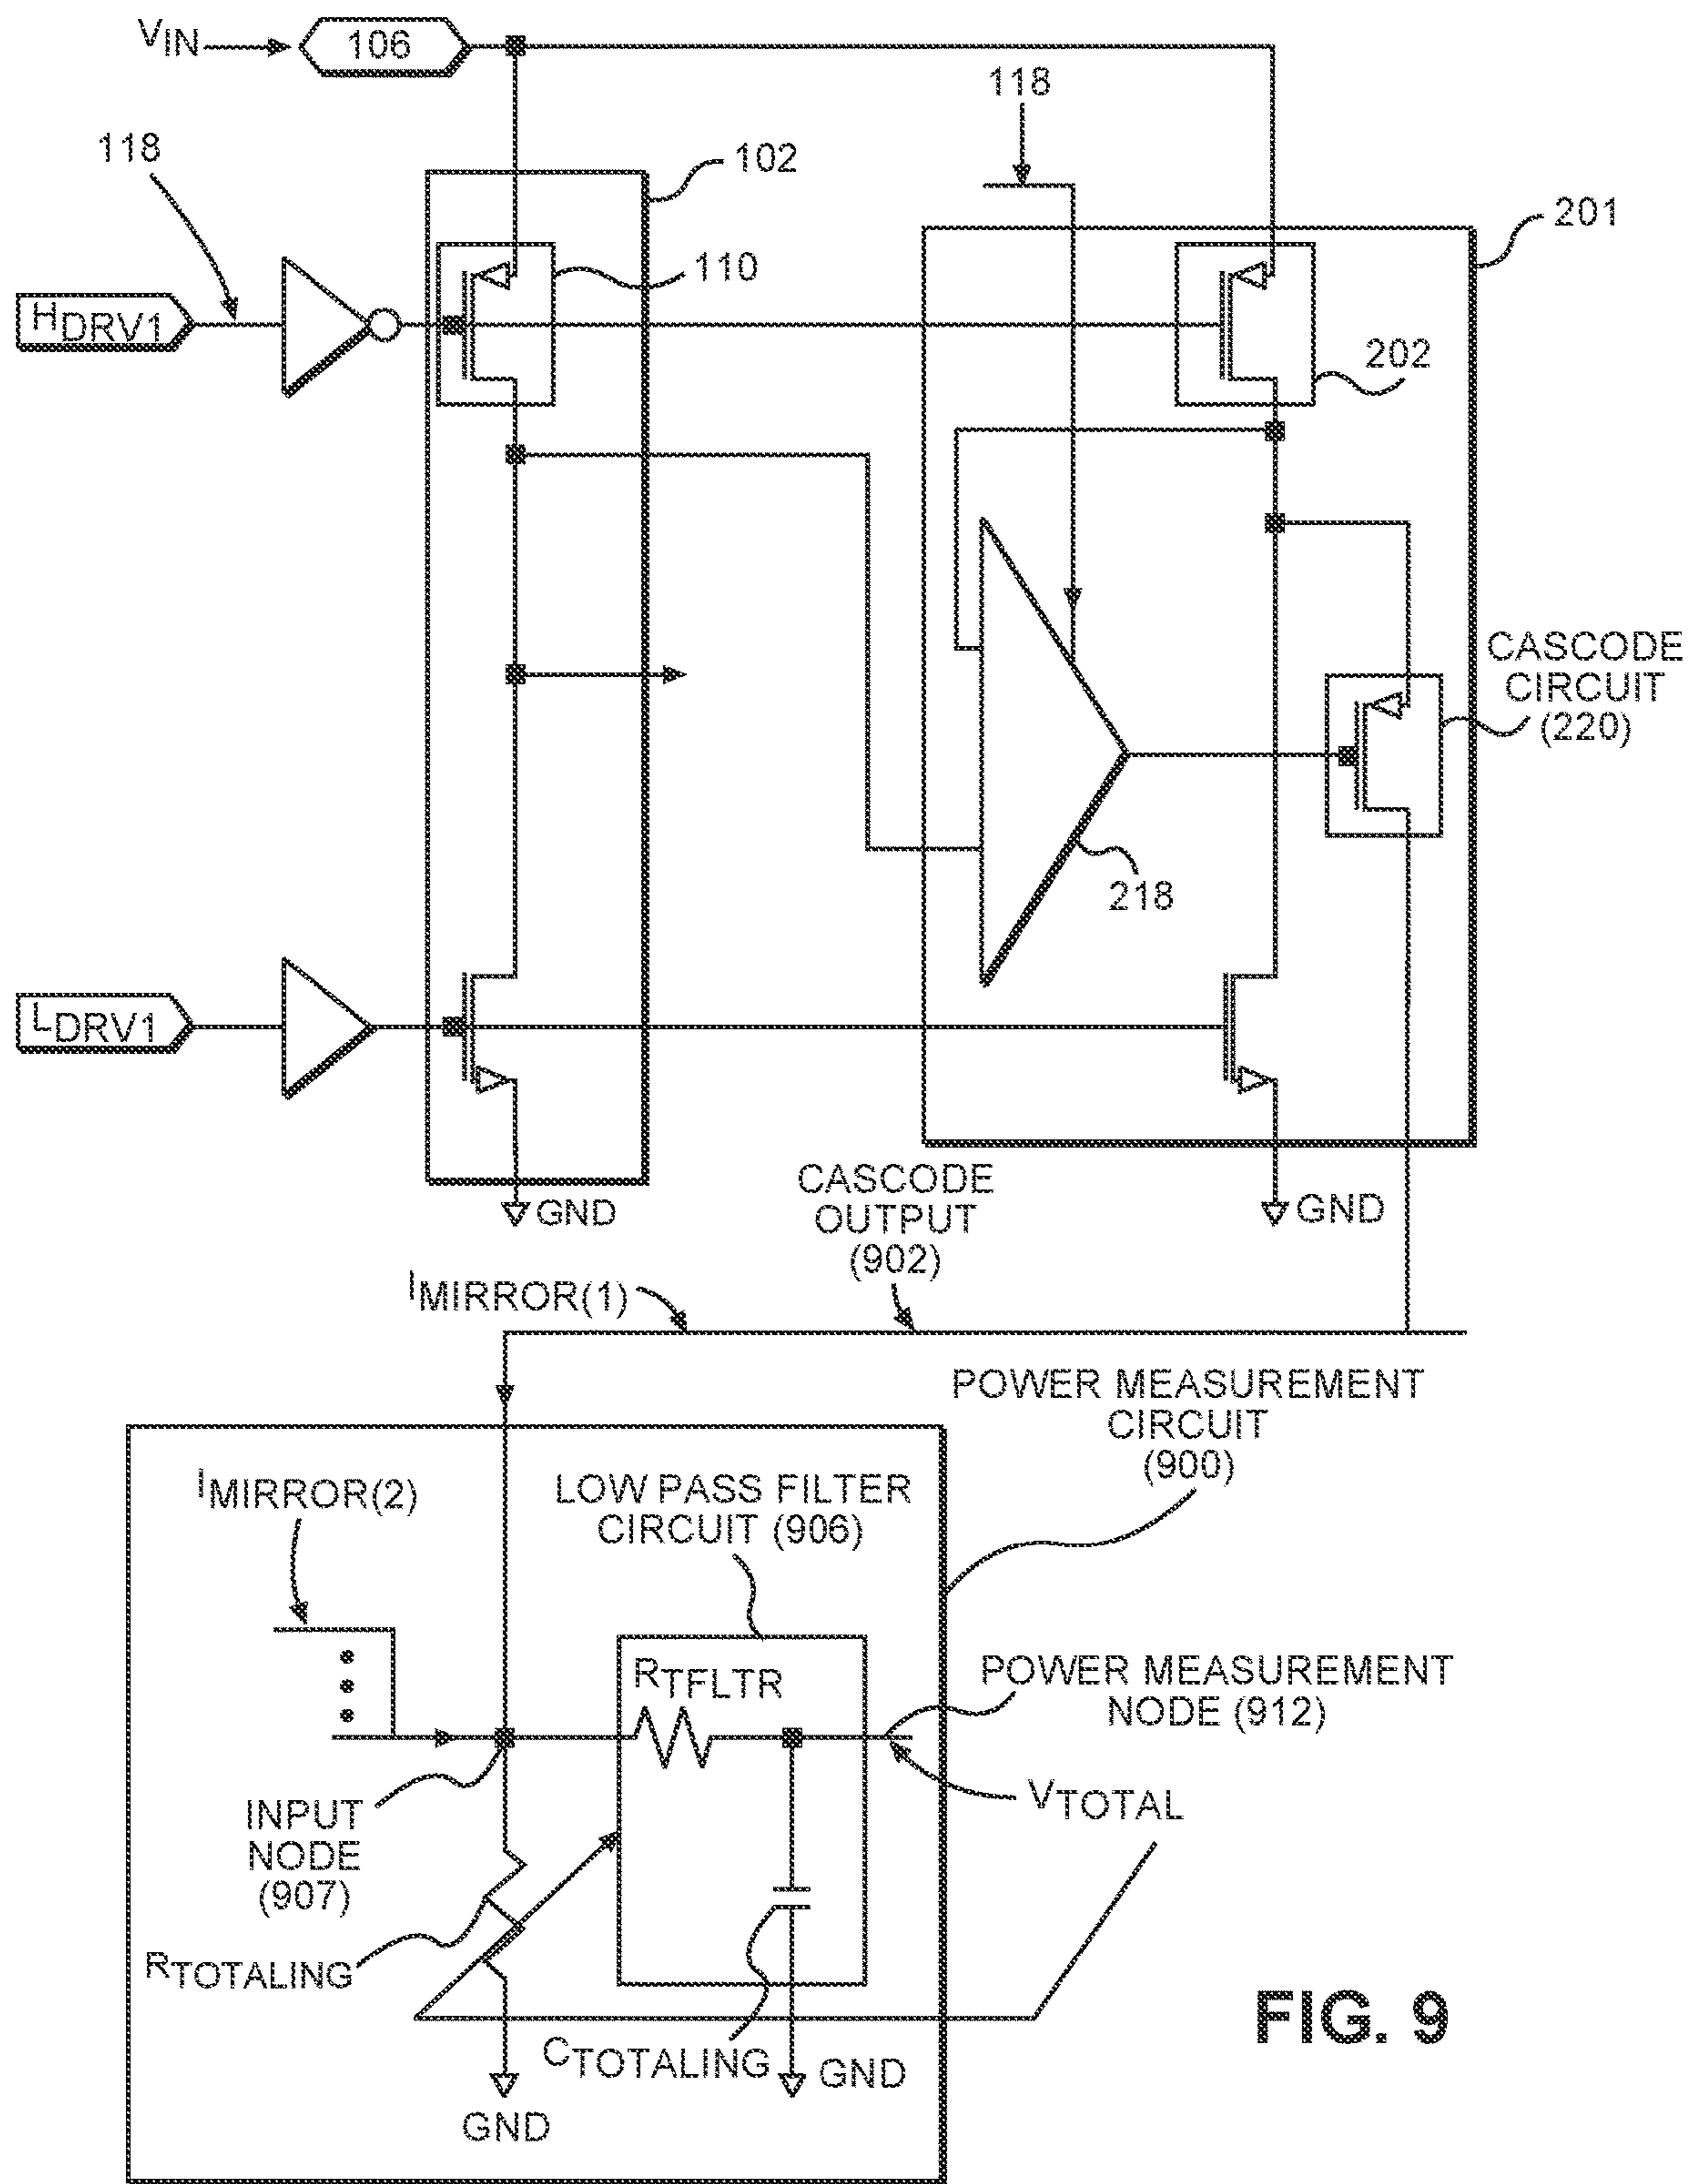 VIN
106
118
118
102
201
HDRV1
110
202
CASCODE
CIRCUIT
(220)
218
LDRV1
GND
CASCODE
OUTPUT
(902)
GND
IMIRROR(1)
POWER MEASUREMENT
CIRCUIT
(900)
IMIRROR(2)
LOW PASS FILTER
CIRCUIT (906)
RTFLTR
POWER MEASUREMENT
NODE (912)
INPUT
NODE
(907)
VTOTAL
RTOTALING
CTOTALING
GND
GND
FIG. 9